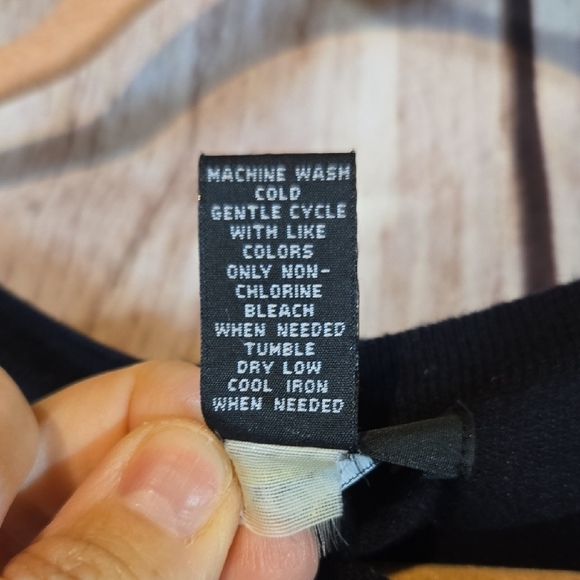 MACHINE WASH
COLD
GENTLE CYCLE
WITH LIKE
COLORS
ONLY NON-
CHLORINE
BLEACH
WHEN NEEDED
TUMBLE
DRY LOW
COOL IRON
WHEN NEEDED